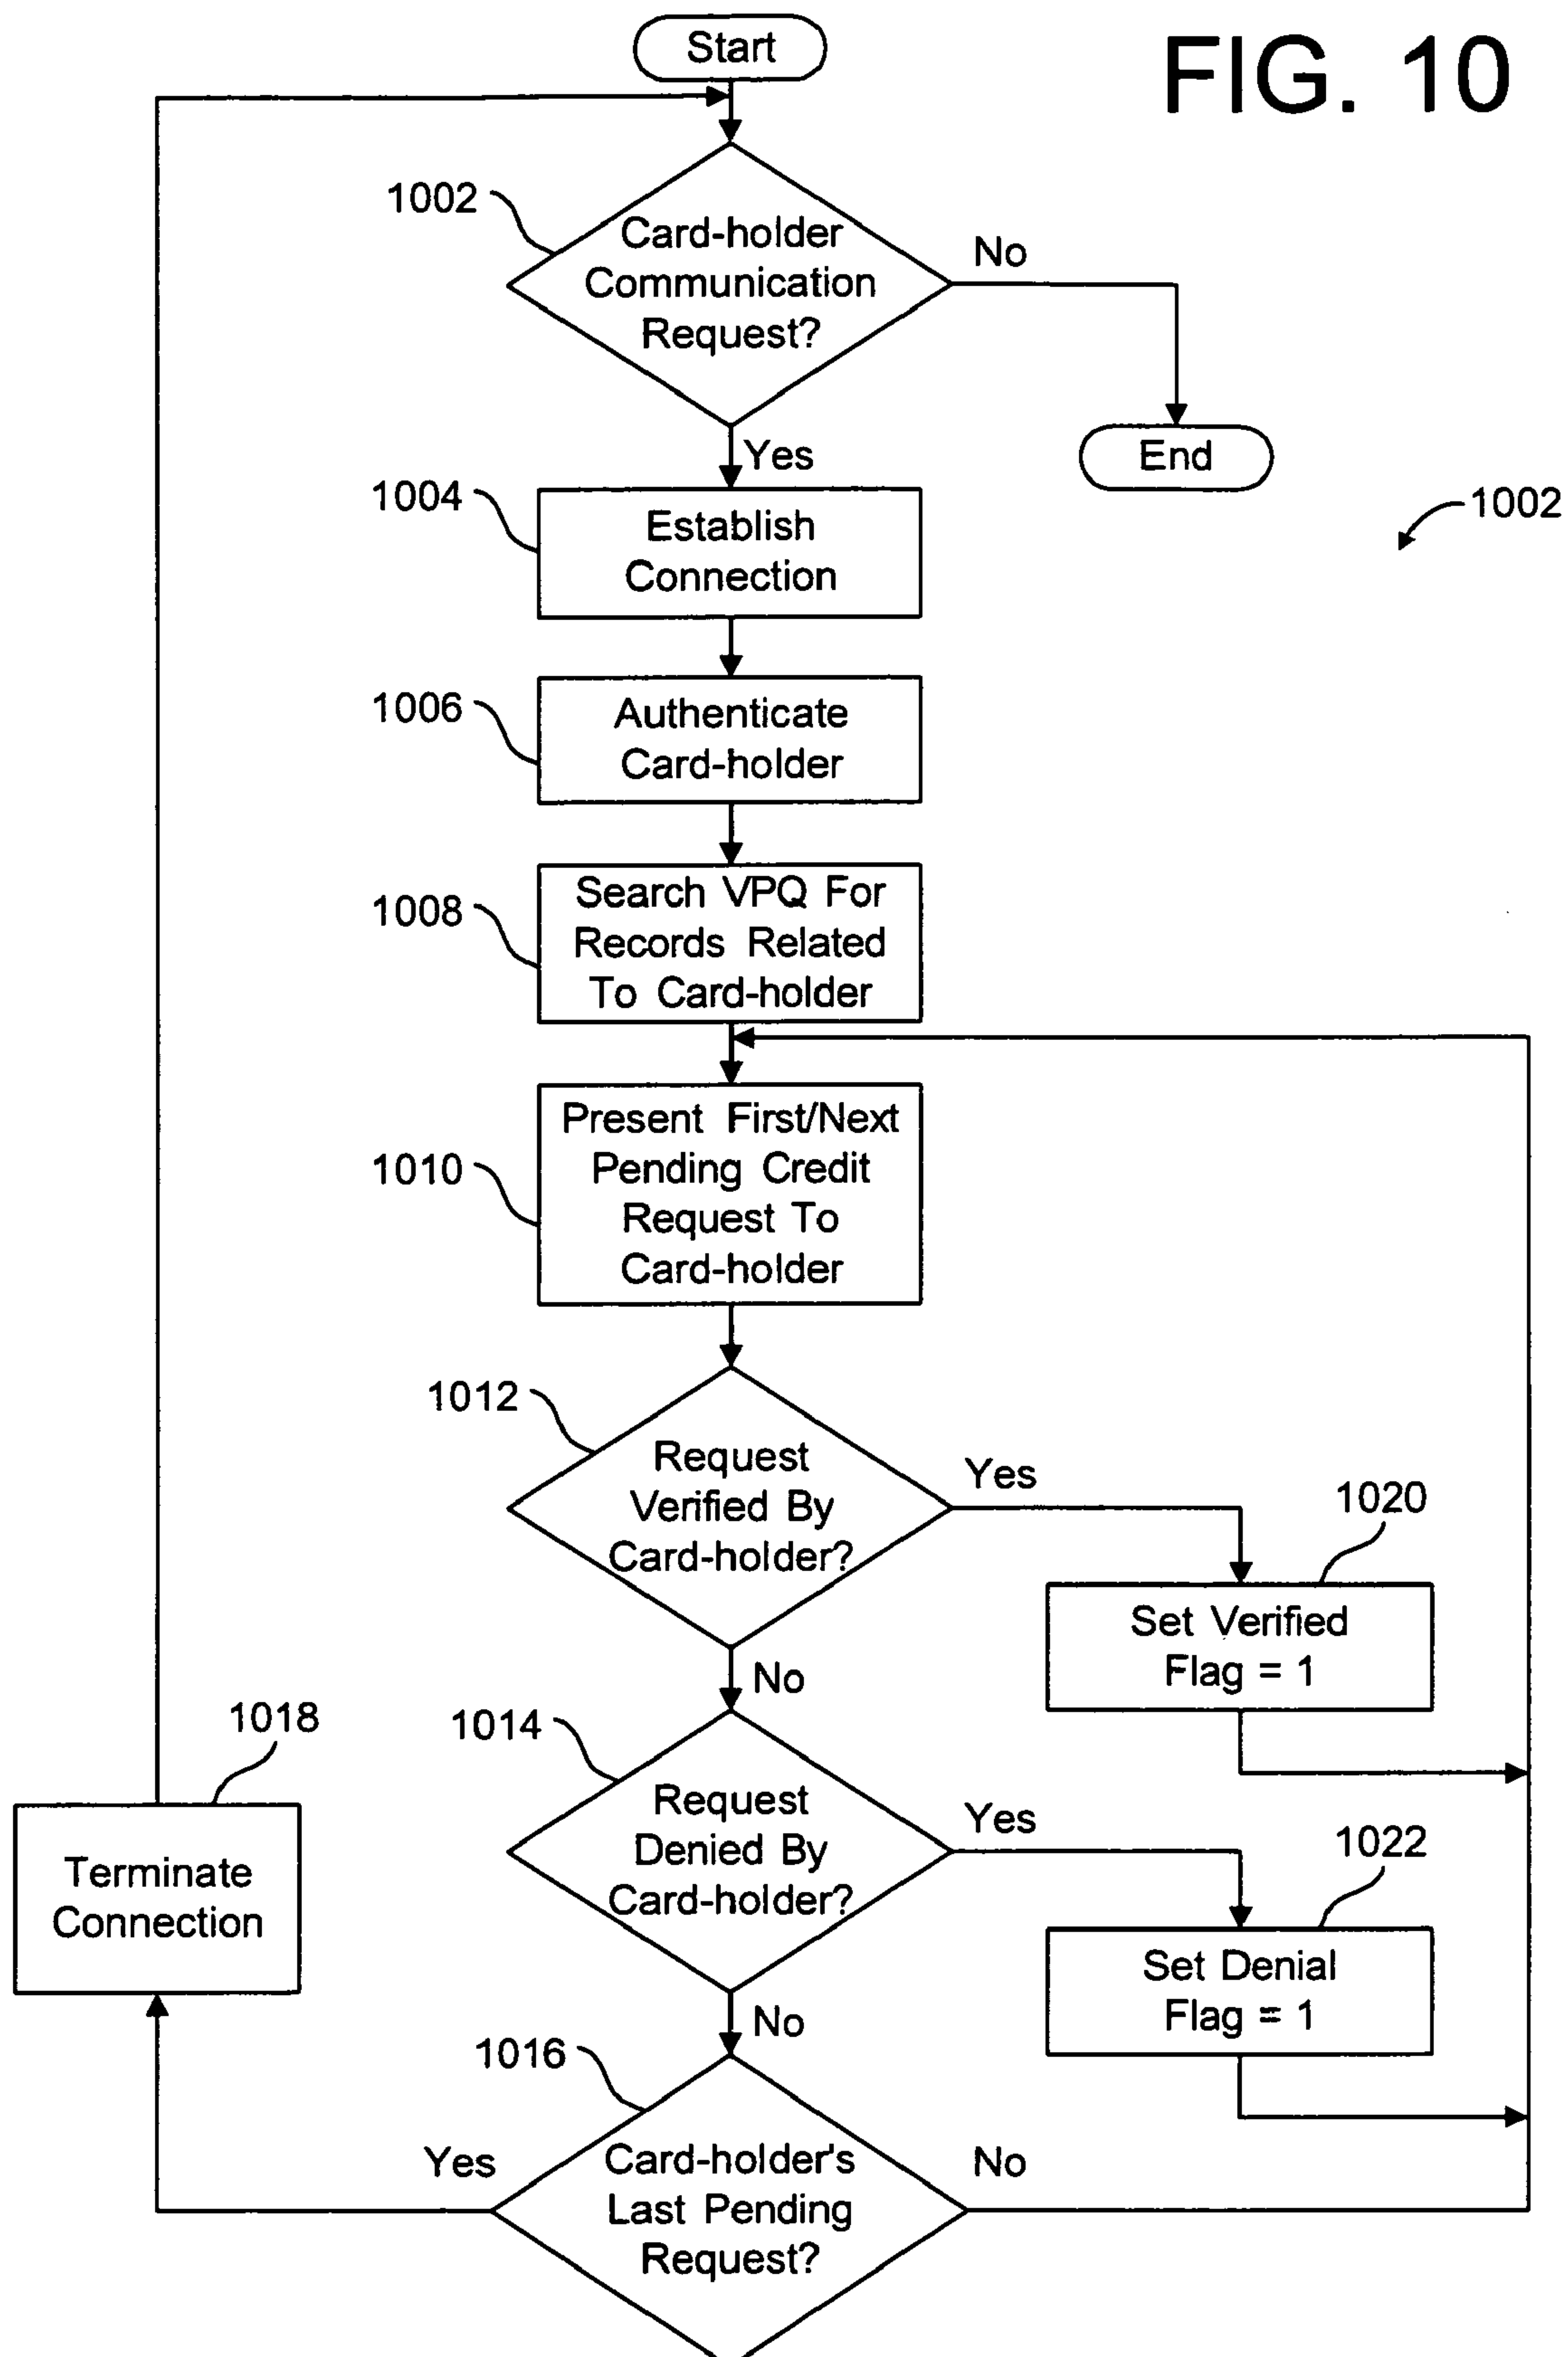 FIG. 10
Start
1002
Card-holder
Communication
Request?
No
End
Yes
1002
1004
Establish
Connection
1006
Authenticate
Card-holder
1008
Search VPQ For
Records Related
To Card-holder
1010
Present First/Next
Pending Credit
Request To
Card-holder
1012
Request
Verified By
Card-holder?
Yes
1020
Set Verified
Flag = 1
No
1014
Request
Denied By
Card-holder?
Yes
1022
Set Denial
Flag = 1
No
1018
Terminate
Connection
1016
Card-holder's
Last Pending
Request?
Yes
No